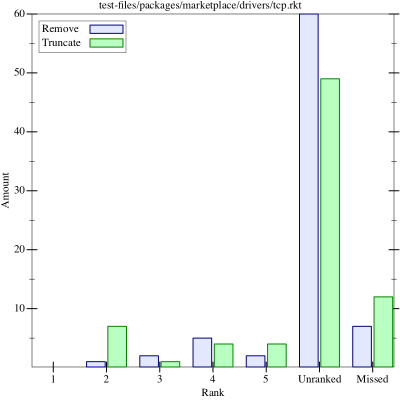 test-files/packages/marketplace/drivers/tcp.rkt
Remove
Truncate
60
50
40
30
20
10
Amount
1 2 3 4 5 Unranked Missed
Rank